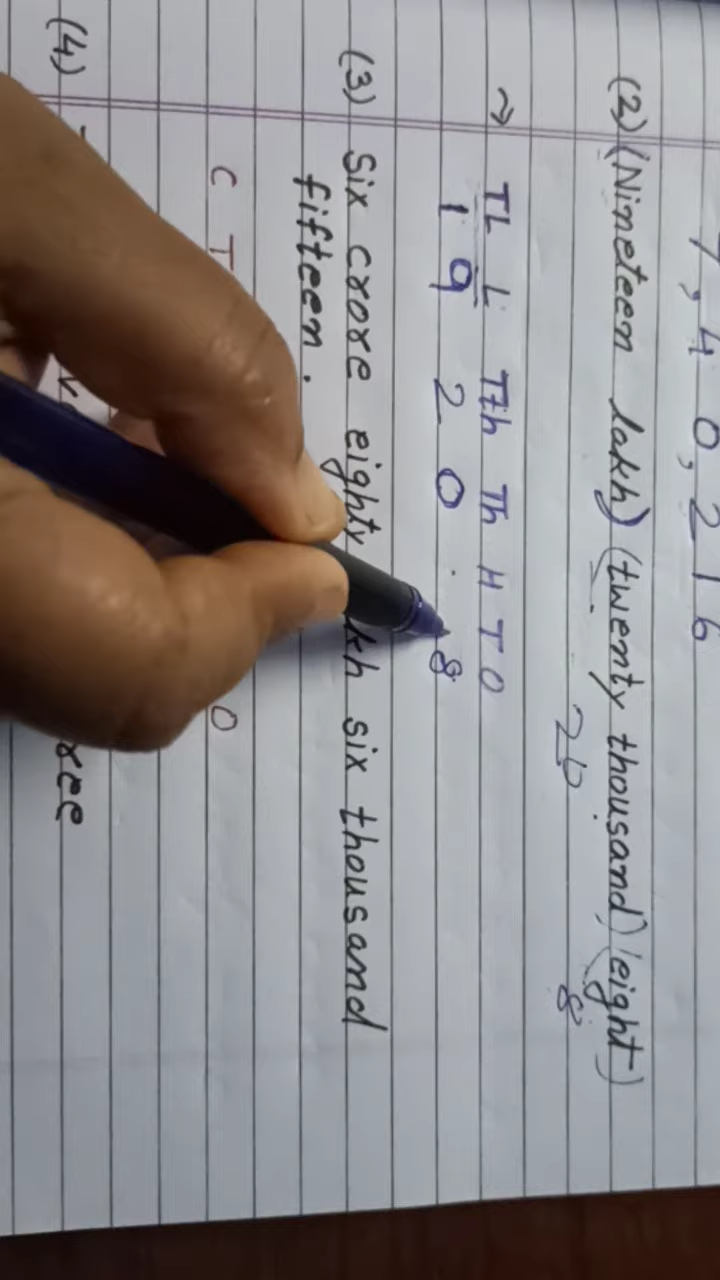 7,40,216
(2) (Nineteen lakh) (twenty thousand) (eight)
20 8
→ TL L TTh Th H T O
1 9 2 0 8
(3) Six crore eighty six thousand
fifteen.
C T O
(4)